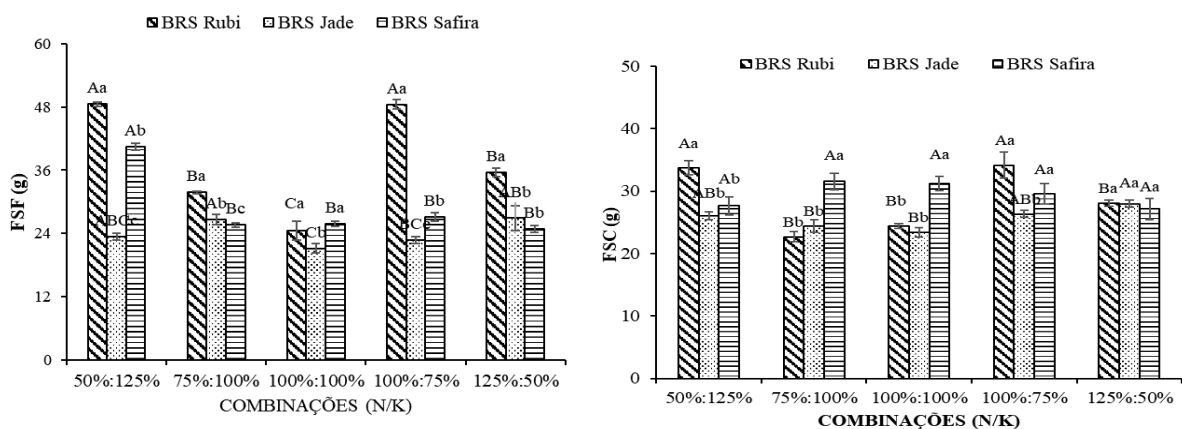 BRS Rubi BRS Jade BRS Safira
60
48
36
24
12
0
FSF (g)
Aa ABCc Ab
Ba Ab Bc
Ca Cb Ba
Aa BCc Bb
Ba ABb Bb
50%:125% 75%:100% 100%:100% 100%:75% 125%:50%
COMBINAÇÕES (N/K)
BRS Rubi BRS Jade BRS Safira
50
40
30
20
10
0
FSC (g)
Aa ABb Ab
Bb Bb Aa
Bb Bb Aa
Aa ABb Aa
Ba Aa Aa
50%:125% 75%:100% 100%:100% 100%:75% 125%:50%
COMBINAÇÕES (N/K)